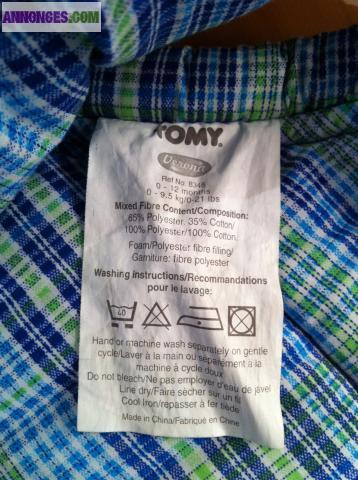 ANNONCES.COM
TOMY
Verona
Ref No. 8348
0 - 12 months
0 - 9.5 kg/0-21 lbs
Mixed Fibre Content/Composition:
65% Polyester. 35% Cotton/
100% Polyester/100% Cotton.
Foam/Polyester fibre filling/
Garniture: fibre polyester
Washing instructions/Recommandations
pour le lavage:
40
Hand or machine wash separately on gentle
cycle/Laver à la main ou séparément à la
machine à cycle doux
Do not bleach/Ne pas employer d'eau de javel
Line dry/Faire sécher sur un fil
Cool Iron/repasser à fer tiède
Made in China/Fabriqué en Chine